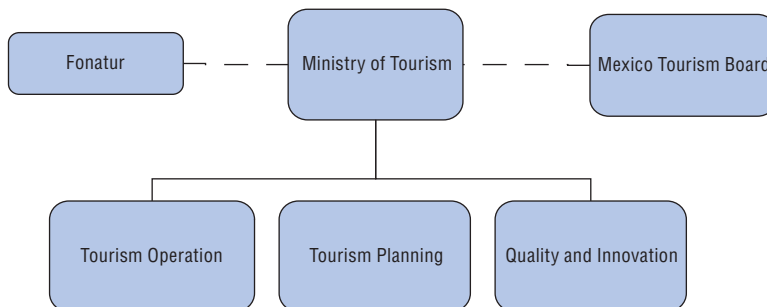 Fonatur
Ministry of Tourism
Mexico Tourism Board
Tourism Operation
Tourism Planning
Quality and Innovation